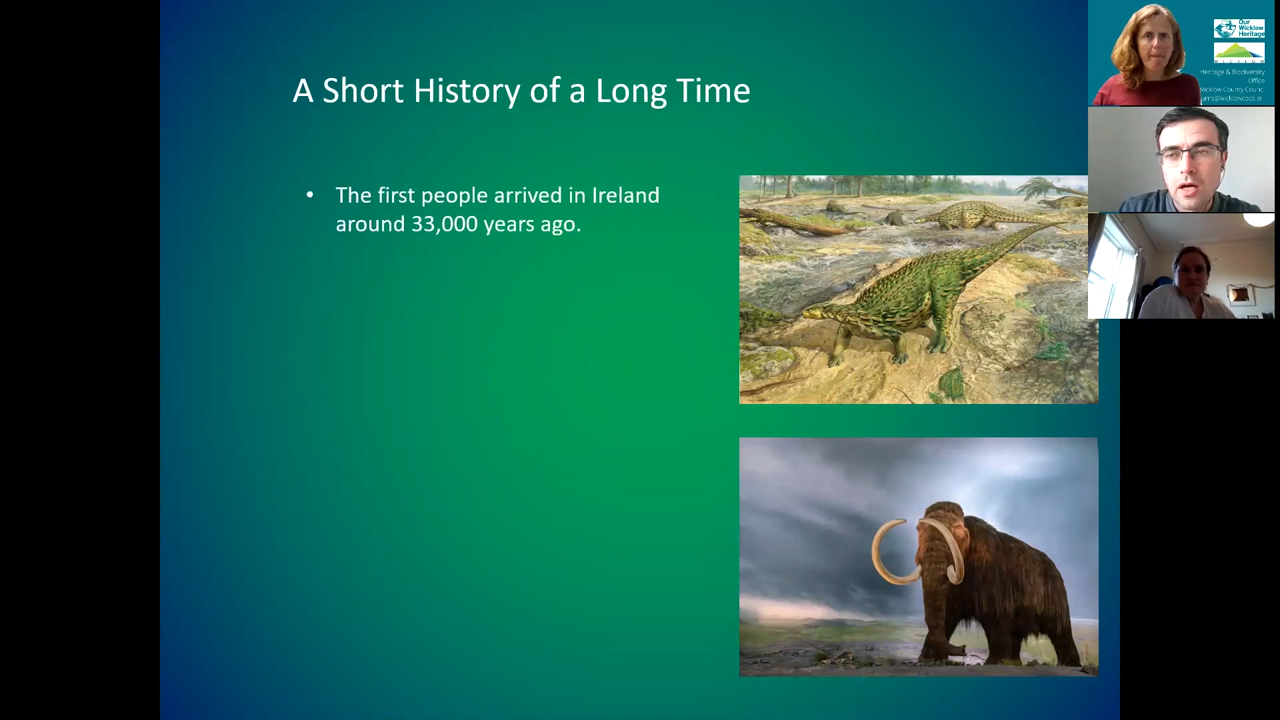 A Short History of a Long Time
• The first people arrived in Ireland
around 33,000 years ago.
Our
Wicklow
Heritage
WICKLOW
Heritage & Biodiversity
Office
Wicklow County Council